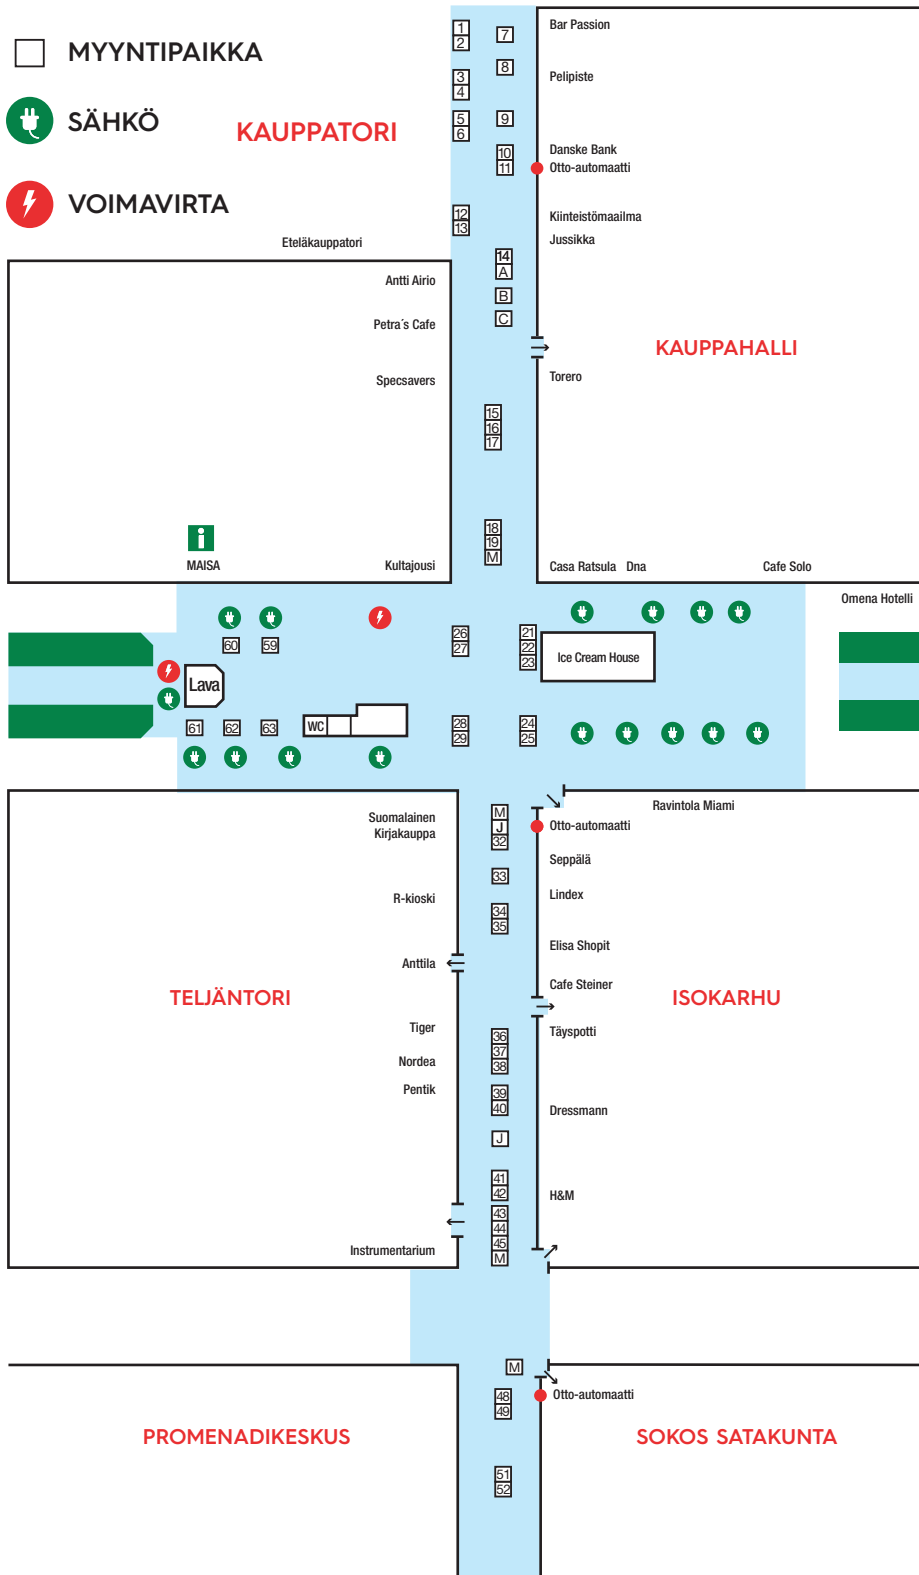 MYYNTIPAIKKA
SÄHKÖ
VOIMAVIRTA
KAUPPATORI
1
2
7
Bar Passion
8
3
4
Pelipiste
5
6
9
10
11
Danske Bank
Otto-automaatti
12
13
Kiinteistömaailma
Jussikka
Eteläkauppatori
14
A
B
C
Antti Airio
Petra´s Cafe
KAUPPAHALLI
Specsavers
Torero
15
16
17
18
19
M
i
MAISA
Kultajousi
Casa Ratsula
Dna
Cafe Solo
Omena Hotelli
60
59
26
27
21
22
23
Ice Cream House
Lava
61
62
63
WC
28
29
24
25
Suomalainen
Kirjakauppa
M
J
32
Ravintola Miami
Otto-automaatti
Seppälä
33
R-kioski
Lindex
34
35
Elisa Shopit
Anttila
Cafe Steiner
TELJÄNTORI
ISOKARHU
Tiger
Täyspotti
36
37
38
Nordea
Pentik
39
40
Dressmann
J
41
42
H&M
43
44
45
M
Instrumentarium
M
48
49
Otto-automaatti
PROMENADIKESKUS
SOKOS SATAKUNTA
51
52